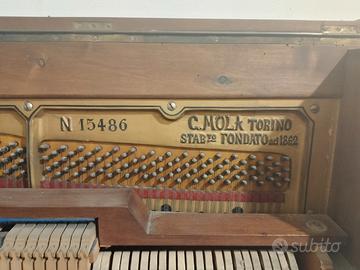 N 15486
C. MOLA TORINO
STAB.TO FONDATO nel 1862
subito